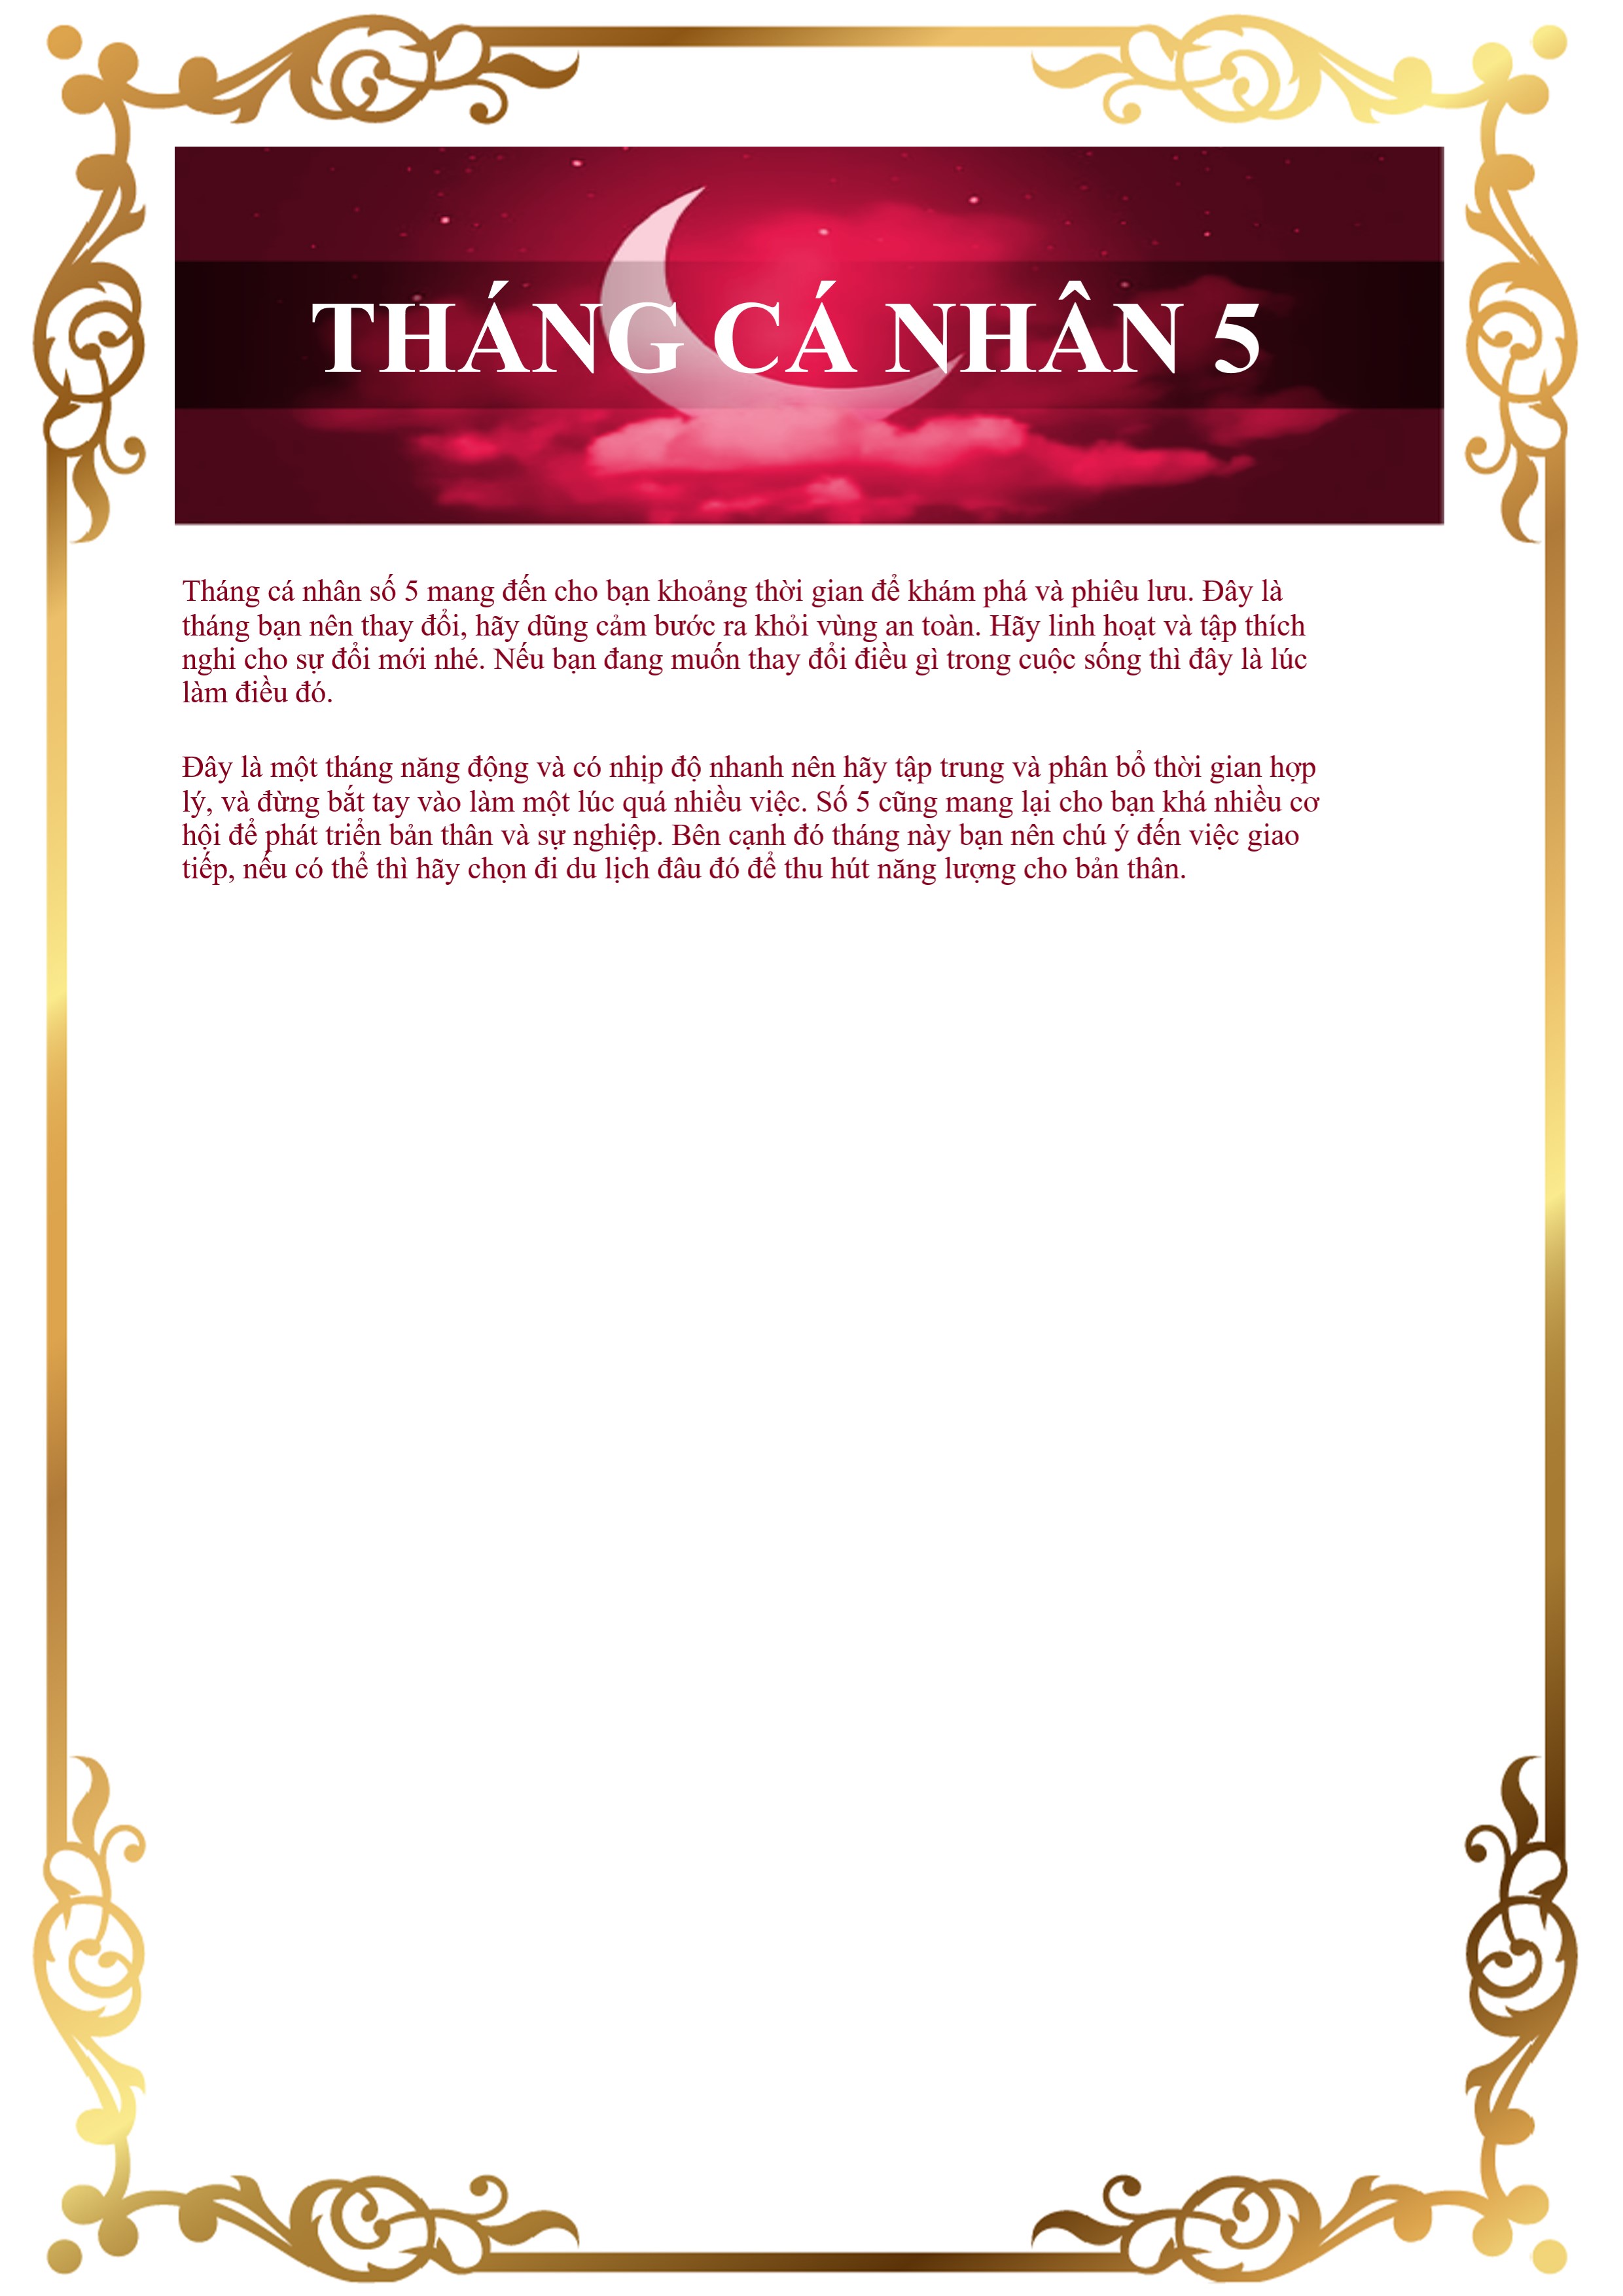 THÁNG CÁ NHÂN 5
Tháng cá nhân số 5 mang đến cho bạn khoảng thời gian để khám phá và phiêu lưu. Đây là
tháng bạn nên thay đổi, hãy dũng cảm bước ra khỏi vùng an toàn. Hãy linh hoạt và tập thích
nghi cho sự đổi mới nhé. Nếu bạn đang muốn thay đổi điều gì trong cuộc sống thì đây là lúc
làm điều đó.
Đây là một tháng năng động và có nhịp độ nhanh nên hãy tập trung và phân bổ thời gian hợp
lý, và đừng bắt tay vào làm một lúc quá nhiều việc. Số 5 cũng mang lại cho bạn khá nhiều cơ
hội để phát triển bản thân và sự nghiệp. Bên cạnh đó tháng này bạn nên chú ý đến việc giao
tiếp, nếu có thể thì hãy chọn đi du lịch đâu đó để thu hút năng lượng cho bản thân.